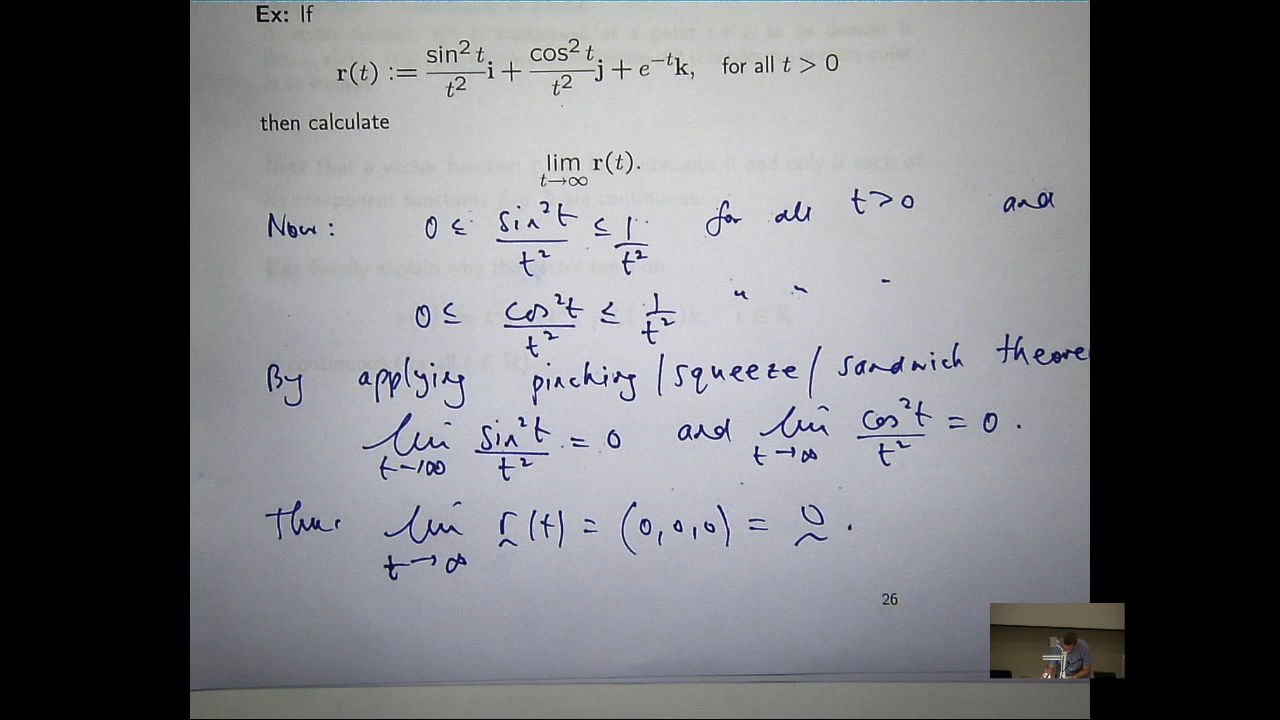 Ex: If
r(t) := sin² t / t² i + cos² t / t² j + e^{-t} k, for all t > 0
then calculate
lim_{t→∞} r(t).
Now: 0 ≤ sin²t / t² ≤ 1 / t² for all t > 0 and
0 ≤ cos²t / t² ≤ 1 / t² " " "
By applying pinching / squeeze / sandwich theore
lim_{t→∞} sin²t / t² = 0 and lim_{t→∞} cos²t / t² = 0.
Thus lim_{t→∞} r(t) = (0,0,0) = 0.
26